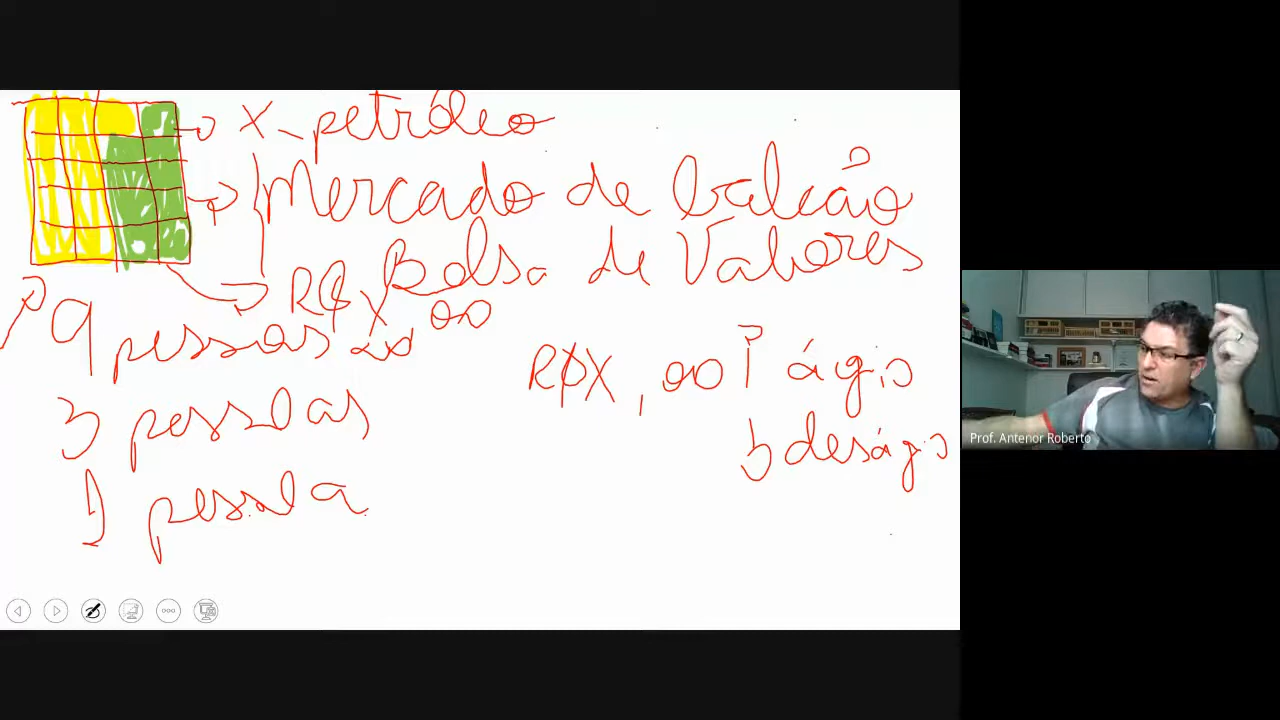 X-petróleo
Mercado de balcão
Bolsa de Valores
R$X,00
9 pessoas
R$X,00 ágio
deságio
3 pessoas
1 pessoa
Prof. Antenor Roberto